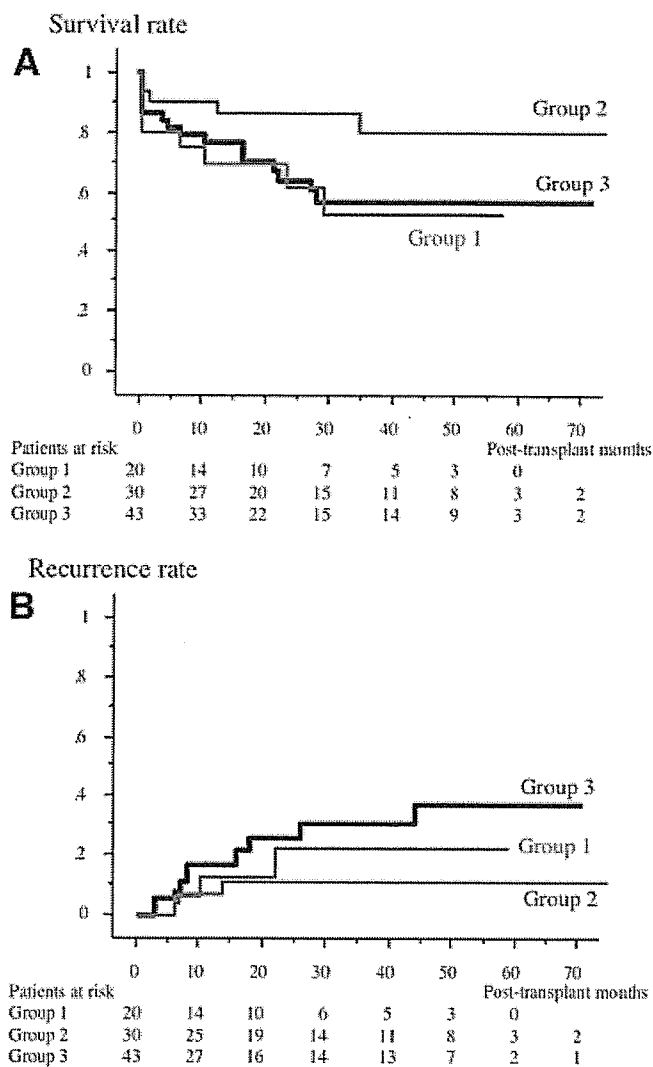 Survival rate
A
1
Group 2
.8
.6
Group 3
Group 1
.4
.2
0
0 10 20 30 40 50 60 70
Patients at risk Post-transplant months
Group 1 20 14 10 7 5 3 0
Group 2 30 27 20 15 11 8 3 2
Group 3 43 33 22 15 14 9 3 2
Recurrence rate
B
1
.8
.6
.4
Group 3
.2
Group 1
0
Group 2
0 10 20 30 40 50 60 70
Patients at risk Post-transplant months
Group 1 20 14 10 6 5 3 0
Group 2 30 25 19 14 11 8 3 2
Group 3 43 27 16 14 13 7 2 1